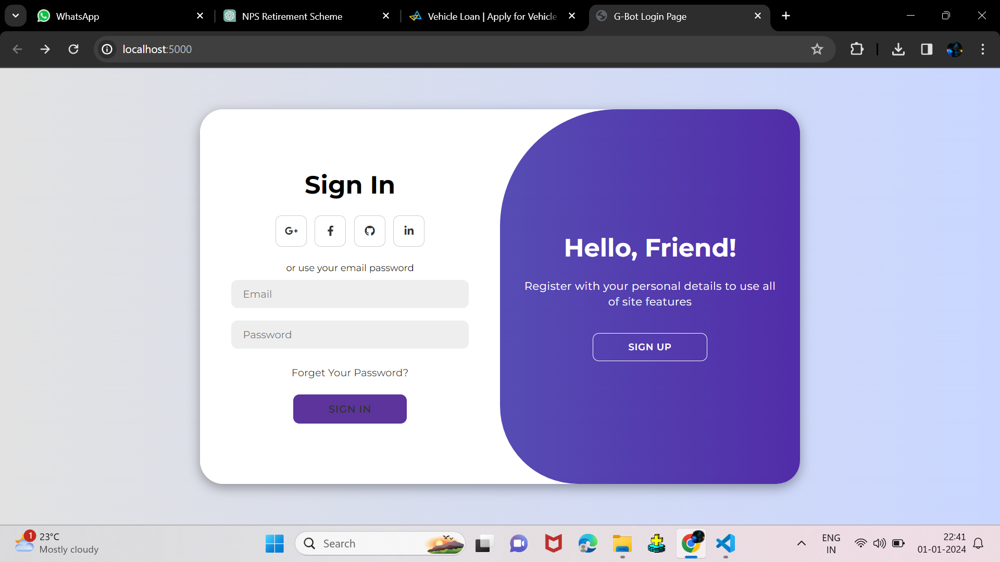 WhatsApp
NPS Retirement Scheme
Vehicle Loan | Apply for Vehicle
G-Bot Login Page
localhost:5000
Sign In
G+
f
in
or use your email password
Email
Password
Forget Your Password?
SIGN IN
Hello, Friend!
Register with your personal details to use all
of site features
SIGN UP
1
23°C
Mostly cloudy
Search
ENG
IN
22:41
01-01-2024